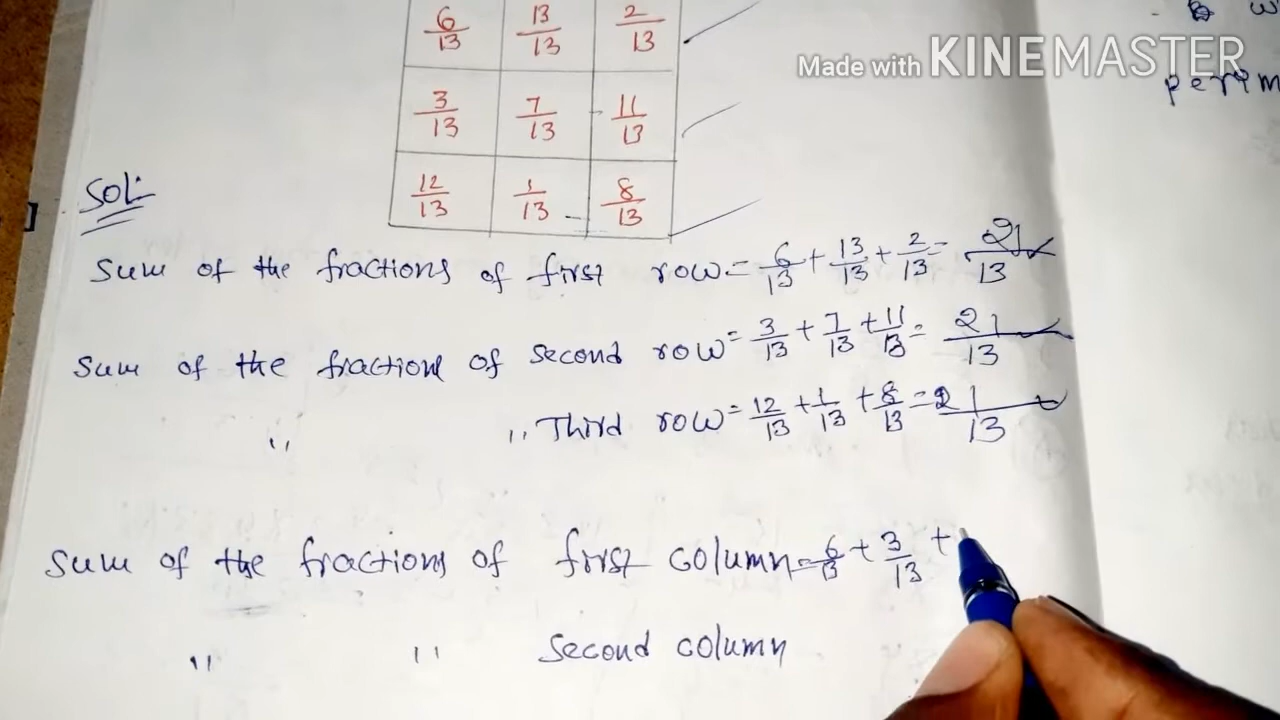 Made with KINEMASTER
6/13 13/13 2/13
3/13 7/13 11/13
12/13 1/13 8/13
Sol:-
Sum of the fractions of first row = 6/13 + 13/13 + 2/13 = 21/13
Sum of the fraction of second row = 3/13 + 7/13 + 11/13 = 21/13
" " Third row = 12/13 + 1/13 + 8/13 = 21/13
Sum of the fractions of first column = 6/13 + 3/13 +
" " Second column